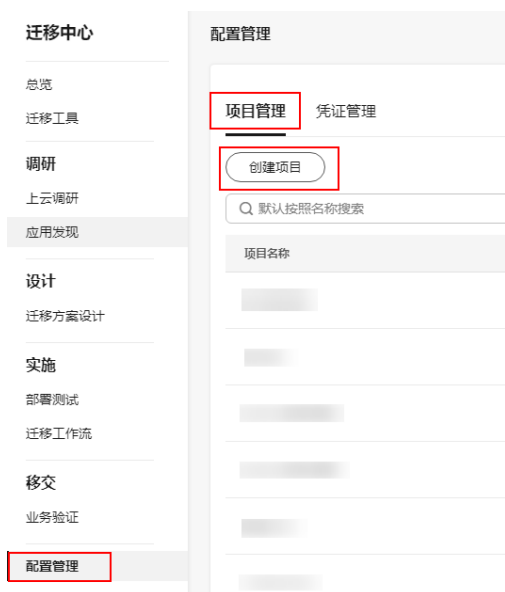 迁移中心
总览
迁移工具
调研
上云调研
应用发现
设计
迁移方案设计
实施
部署测试
迁移工作流
移交
业务验证
配置管理
配置管理
项目管理 凭证管理
创建项目
默认按照名称搜索
项目名称